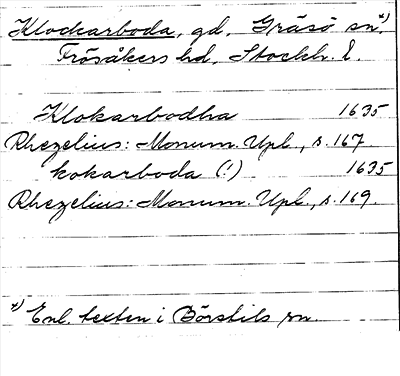 Klockarboda, gd, Gräsö sn,*)
Frösåkers hd, Stockh. l.
Klokarbodha 1635
Rhezelius: Monum. Upl., s. 167.
kokarboda (!) 1635
Rhezelius: Monum. Upl., s. 169.
*) Enl. texten i Börstils sn.